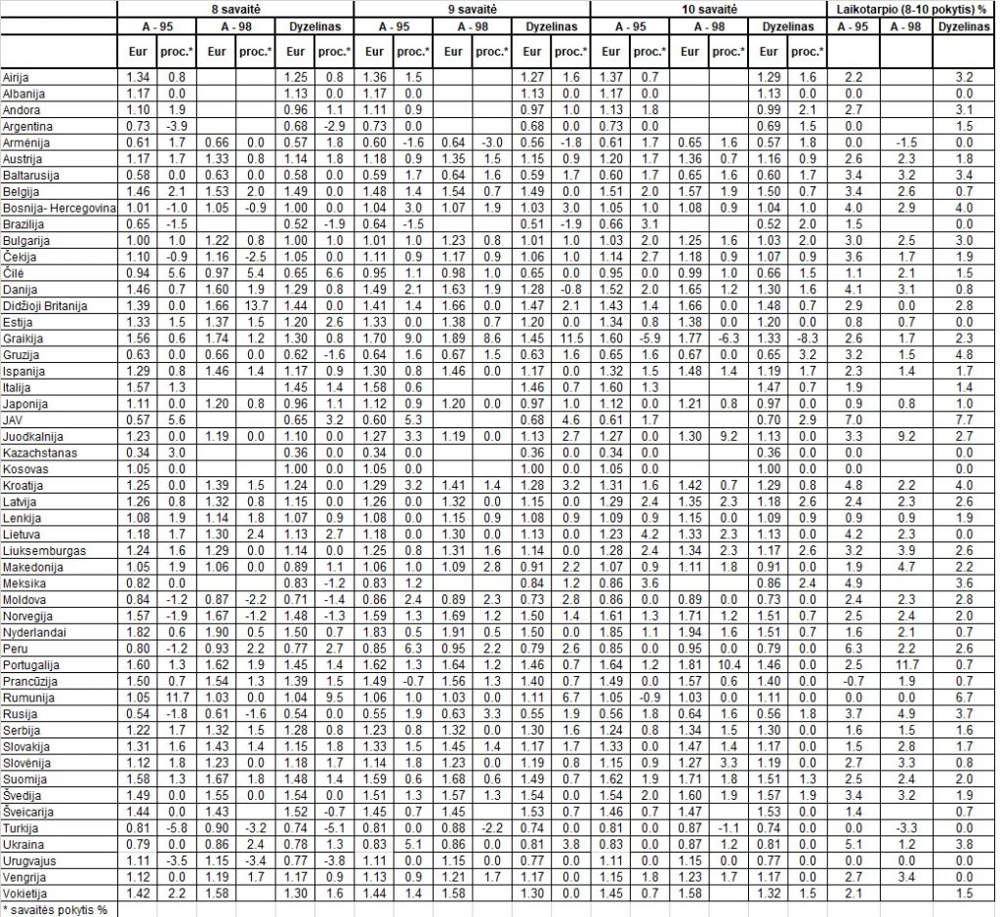 8 savaitė 9 savaitė 10 savaitė Laikotarpio (8-10 pokytis) %
A - 95 A - 98 Dyzelinas A - 95 A - 98 Dyzelinas A - 95 A - 98 Dyzelinas A - 95 A - 98 Dyzelinas
Eur proc.* Eur proc.* Eur proc.* Eur proc.* Eur proc.* Eur proc.* Eur proc.* Eur proc.* Eur proc.*
Airija 1.34 0.8 1.25 0.8 1.36 1.5 1.27 1.6 1.37 0.7 1.29 1.6 2.2 3.2
Albanija 1.17 0.0 1.13 0.0 1.17 0.0 1.13 0.0 1.17 0.0 1.13 0.0 0.0 0.0
Andora 1.10 1.9 0.96 1.1 1.11 0.9 0.97 1.0 1.13 1.8 0.99 2.1 2.7 3.1
Argentina 0.73 -3.9 0.68 -2.9 0.73 0.0 0.68 0.0 0.73 0.0 0.69 1.5 0.0 1.5
Armėnija 0.61 1.7 0.66 0.0 0.57 1.8 0.60 -1.6 0.64 -3.0 0.56 -1.8 0.61 1.7 0.65 1.6 0.57 1.8 0.0 -1.5 0.0
Austrija 1.17 1.7 1.33 0.8 1.14 1.8 1.18 0.9 1.35 1.5 1.15 0.9 1.20 1.7 1.36 0.7 1.16 0.9 2.6 2.3 1.8
Baltarusija 0.58 0.0 0.63 0.0 0.58 0.0 0.59 1.7 0.64 1.6 0.59 1.7 0.60 1.7 0.65 1.6 0.60 1.7 3.4 3.2 3.4
Belgija 1.46 2.1 1.53 2.0 1.49 0.0 1.48 1.4 1.54 0.7 1.49 0.0 1.51 2.0 1.57 1.9 1.50 0.7 3.4 2.6 0.7
Bosnija- Hercegovina 1.01 -1.0 1.05 -0.9 1.00 0.0 1.04 3.0 1.07 1.9 1.03 3.0 1.05 1.0 1.08 0.9 1.04 1.0 4.0 2.9 4.0
Brazilija 0.65 -1.5 0.52 -1.9 0.64 -1.5 0.51 -1.9 0.66 3.1 0.52 2.0 1.5 0.0
Bulgarija 1.00 1.0 1.22 0.8 1.00 1.0 1.01 1.0 1.23 0.8 1.01 1.0 1.03 2.0 1.25 1.6 1.03 2.0 3.0 2.5 3.0
Čekija 1.10 -0.9 1.16 -2.5 1.05 0.0 1.11 0.9 1.17 0.9 1.06 1.0 1.14 2.7 1.18 0.9 1.07 0.9 3.6 1.7 1.9
Čilė 0.94 5.6 0.97 5.4 0.65 6.6 0.95 1.1 0.98 1.0 0.65 0.0 0.95 0.0 0.99 1.0 0.66 1.5 1.1 2.1 1.5
Danija 1.46 0.7 1.60 1.9 1.29 0.8 1.49 2.1 1.63 1.9 1.28 -0.8 1.52 2.0 1.65 1.2 1.30 1.6 4.1 3.1 0.8
Didžioji Britanija 1.39 0.0 1.66 13.7 1.44 0.0 1.41 1.4 1.66 0.0 1.47 2.1 1.43 1.4 1.66 0.0 1.48 0.7 2.9 0.0 2.8
Estija 1.33 1.5 1.37 1.5 1.20 2.6 1.33 0.0 1.38 0.7 1.20 0.0 1.34 0.8 1.38 0.0 1.20 0.0 0.8 0.7 0.0
Graikija 1.56 0.6 1.74 1.2 1.30 0.8 1.70 9.0 1.89 8.6 1.45 11.5 1.60 -5.9 1.77 -6.3 1.33 -8.3 2.6 1.7 2.3
Gruzija 0.63 0.0 0.66 0.0 0.62 -1.6 0.64 1.6 0.67 1.5 0.63 1.6 0.65 1.6 0.67 0.0 0.65 3.2 3.2 1.5 4.8
Ispanija 1.29 0.8 1.46 1.4 1.17 0.9 1.30 0.8 1.46 0.0 1.17 0.0 1.32 1.5 1.48 1.4 1.19 1.7 2.3 1.4 1.7
Italija 1.57 1.3 1.45 1.4 1.58 0.6 1.46 0.7 1.60 1.3 1.47 0.7 1.9 1.4
Japonija 1.11 0.0 1.20 0.8 0.96 1.1 1.12 0.9 1.20 0.0 0.97 1.0 1.12 0.0 1.21 0.8 0.97 0.0 0.9 0.8 1.0
JAV 0.57 5.6 0.65 3.2 0.60 5.3 0.68 4.6 0.61 1.7 0.70 2.9 7.0 7.7
Juodkalnija 1.23 0.0 1.19 0.0 1.10 0.0 1.27 3.3 1.19 0.0 1.13 2.7 1.27 0.0 1.30 9.2 1.13 0.0 3.3 9.2 2.7
Kazachstanas 0.34 3.0 0.36 0.0 0.34 0.0 0.36 0.0 0.34 0.0 0.36 0.0 0.0 0.0
Kosovas 1.05 0.0 1.00 0.0 1.05 0.0 1.00 0.0 1.05 0.0 1.00 0.0 0.0 0.0
Kroatija 1.25 0.0 1.39 1.5 1.24 0.0 1.29 3.2 1.41 1.4 1.28 3.2 1.31 1.6 1.42 0.7 1.29 0.8 4.8 2.2 4.0
Latvija 1.26 0.8 1.32 0.8 1.15 0.0 1.26 0.0 1.32 0.0 1.15 0.0 1.29 2.4 1.35 2.3 1.18 2.6 2.4 2.3 2.6
Lenkija 1.08 1.9 1.14 1.8 1.07 0.9 1.08 0.0 1.15 0.9 1.08 0.9 1.09 0.9 1.15 0.0 1.09 0.9 0.9 0.9 1.9
Lietuva 1.18 1.7 1.30 2.4 1.13 2.7 1.18 0.0 1.30 0.0 1.13 0.0 1.23 4.2 1.33 2.3 1.13 0.0 4.2 2.3 0.0
Liuksemburgas 1.24 1.6 1.29 0.0 1.14 0.0 1.25 0.8 1.31 1.6 1.14 0.0 1.28 2.4 1.34 2.3 1.17 2.6 3.2 3.9 2.6
Makedonija 1.05 1.9 1.06 0.0 0.89 1.1 1.06 1.0 1.09 2.8 0.91 2.2 1.07 0.9 1.11 1.8 0.91 0.0 1.9 4.7 2.2
Meksika 0.82 0.0 0.83 -1.2 0.83 1.2 0.84 1.2 0.86 3.6 0.86 2.4 4.9 3.6
Moldova 0.84 -1.2 0.87 -2.2 0.71 -1.4 0.86 2.4 0.89 2.3 0.73 2.8 0.86 0.0 0.89 0.0 0.73 0.0 2.4 2.3 2.8
Norvegija 1.57 -1.9 1.67 -1.2 1.48 -1.3 1.59 1.3 1.69 1.2 1.50 1.4 1.61 1.3 1.71 1.2 1.51 0.7 2.5 2.4 2.0
Nyderlandai 1.82 0.6 1.90 0.5 1.50 0.7 1.83 0.5 1.91 0.5 1.50 0.0 1.85 1.1 1.94 1.6 1.51 0.7 1.6 2.1 0.7
Peru 0.80 -1.2 0.93 2.2 0.77 2.7 0.85 6.3 0.95 2.2 0.79 2.6 0.85 0.0 0.95 0.0 0.79 0.0 6.3 2.2 2.6
Portugalija 1.60 1.3 1.62 1.9 1.45 1.4 1.62 1.3 1.64 1.2 1.46 0.7 1.64 1.2 1.81 10.4 1.46 0.0 2.5 11.7 0.7
Prancūzija 1.50 0.7 1.54 1.3 1.39 1.5 1.49 -0.7 1.56 1.3 1.40 0.7 1.49 0.0 1.57 0.6 1.40 0.0 -0.7 1.9 0.7
Rumunija 1.05 11.7 1.03 0.0 1.04 9.5 1.06 1.0 1.03 0.0 1.11 6.7 1.05 -0.9 1.03 0.0 1.11 0.0 0.0 0.0 6.7
Rusija 0.54 -1.8 0.61 -1.6 0.54 0.0 0.55 1.9 0.63 3.3 0.55 1.9 0.56 1.8 0.64 1.6 0.56 1.8 3.7 4.9 3.7
Serbija 1.22 1.7 1.32 1.5 1.28 0.8 1.23 0.8 1.32 0.0 1.30 1.6 1.24 0.8 1.34 1.5 1.30 0.0 1.6 1.5 1.6
Slovakija 1.31 1.6 1.43 1.4 1.15 1.8 1.33 1.5 1.45 1.4 1.17 1.7 1.33 0.0 1.47 1.4 1.17 0.0 1.5 2.8 1.7
Slovėnija 1.12 1.8 1.23 0.0 1.18 1.7 1.14 1.8 1.23 0.0 1.19 0.8 1.15 0.9 1.27 3.3 1.19 0.0 2.7 3.3 0.8
Suomija 1.58 1.3 1.67 1.8 1.48 1.4 1.59 0.6 1.68 0.6 1.49 0.7 1.62 1.9 1.71 1.8 1.51 1.3 2.5 2.4 2.0
Švedija 1.49 0.0 1.55 0.0 1.54 0.0 1.51 1.3 1.57 1.3 1.54 0.0 1.54 2.0 1.60 1.9 1.57 1.9 3.4 3.2 1.9
Šveicarija 1.44 0.0 1.43 1.52 -0.7 1.45 0.7 1.45 1.53 0.7 1.46 0.7 1.47 1.53 0.0 1.4 0.7
Turkija 0.81 -5.8 0.90 -3.2 0.74 -5.1 0.81 0.0 0.88 -2.2 0.74 0.0 0.81 0.0 0.87 -1.1 0.74 0.0 0.0 -3.3 0.0
Ukraina 0.79 0.0 0.86 2.4 0.78 1.3 0.83 5.1 0.86 0.0 0.81 3.8 0.83 0.0 0.87 1.2 0.81 0.0 5.1 1.2 3.8
Urugvajus 1.11 -3.5 1.15 -3.4 0.77 -3.8 1.11 0.0 1.15 0.0 0.77 0.0 1.11 0.0 1.15 0.0 0.77 0.0 0.0 0.0 0.0
Vengrija 1.12 0.0 1.19 1.7 1.17 0.9 1.13 0.9 1.21 1.7 1.17 0.0 1.15 1.8 1.23 1.7 1.17 0.0 2.7 3.4 0.0
Vokietija 1.42 2.2 1.58 1.30 1.6 1.44 1.4 1.58 1.30 0.0 1.45 0.7 1.58 1.32 1.5 2.1 1.5
* savaitės pokytis %